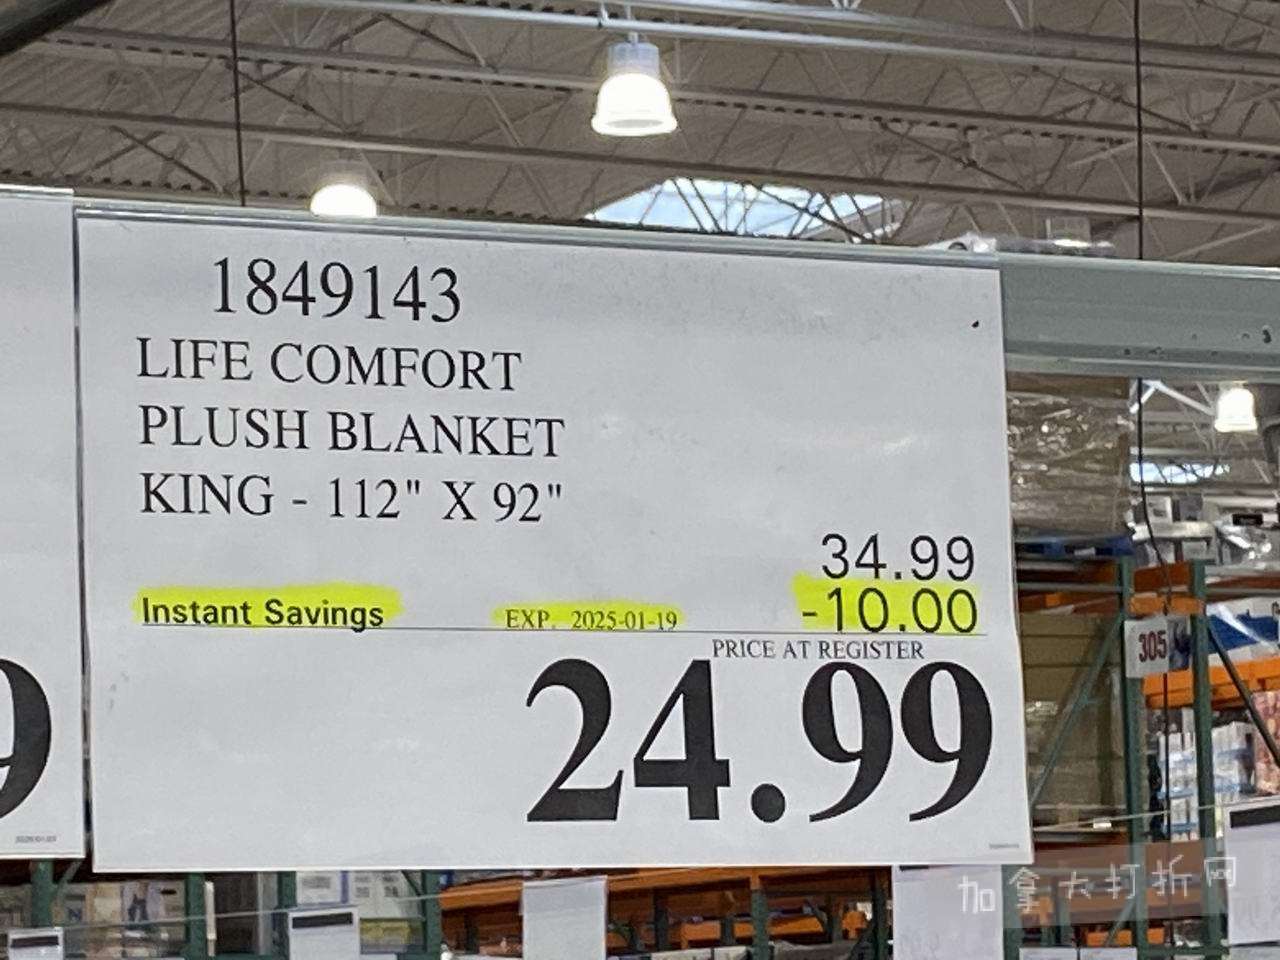 1849143
LIFE COMFORT
PLUSH BLANKET
KING - 112" X 92"
34.99
Instant Savings EXP. 2025-01-19 -10.00
PRICE AT REGISTER
24.99
9
305
加拿大打折网